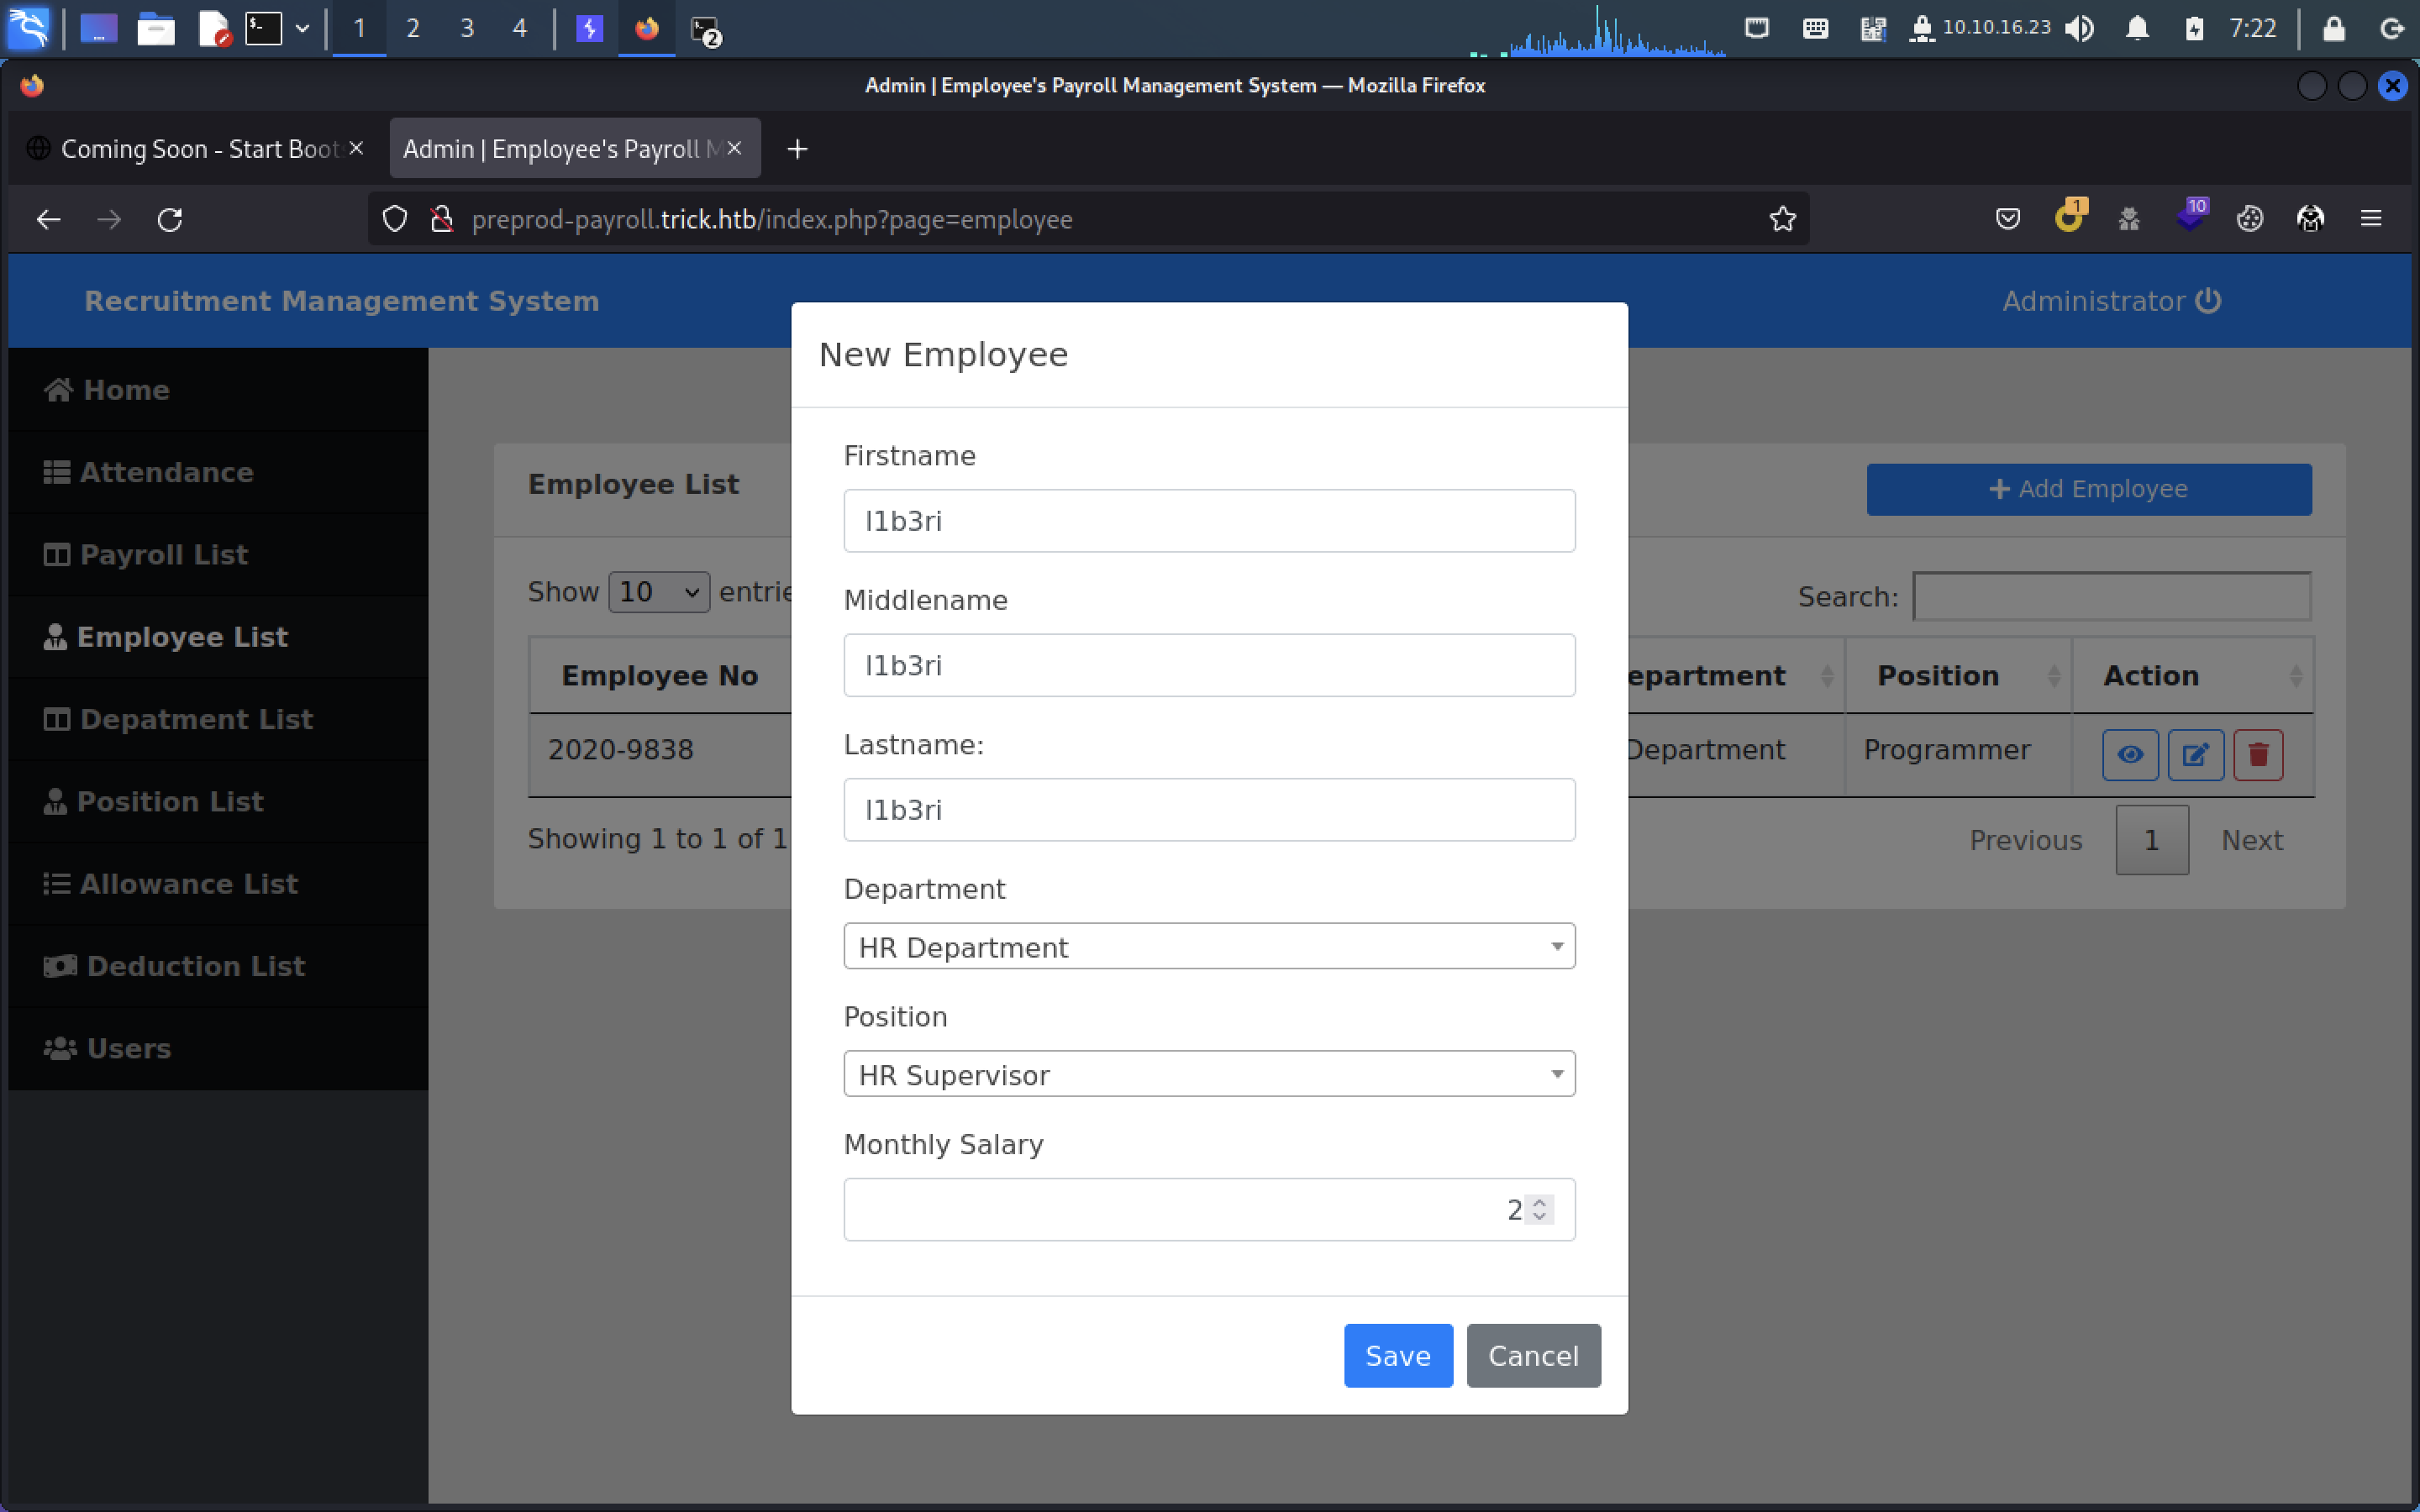 1 2 3 4 2 10.10.16.23 7:22
Admin | Employee's Payroll Management System — Mozilla Firefox
Coming Soon - Start Boot Admin | Employee's Payroll M
preprod-payroll.trick.htb/index.php?page=employee 1 10
Recruitment Management System Administrator
Home
Attendance
Payroll List
Employee List
Depatment List
Position List
Allowance List
Deduction List
Users
Employee List
+ Add Employee
Show 10 entrie
Search:
Employee No epartment Position Action
2020-9838 Department Programmer
Showing 1 to 1 of 1
Previous 1 Next
New Employee
Firstname
l1b3ri
Middlename
l1b3ri
Lastname:
l1b3ri
Department
HR Department
Position
HR Supervisor
Monthly Salary
2
Save Cancel